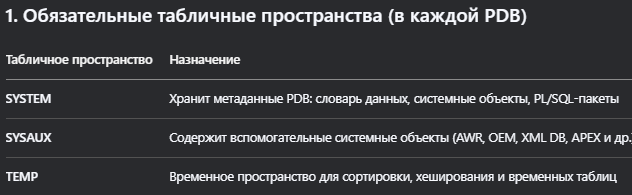 1. Обязательные табличные пространства (в каждой PDB)
Табличное пространство Назначение
SYSTEM Хранит метаданные PDB: словарь данных, системные объекты, PL/SQL-пакеты
SYSAUX Содержит вспомогательные системные объекты (AWR, OEM, XML DB, APEX и др.
TEMP Временное пространство для сортировки, хеширования и временных таблиц